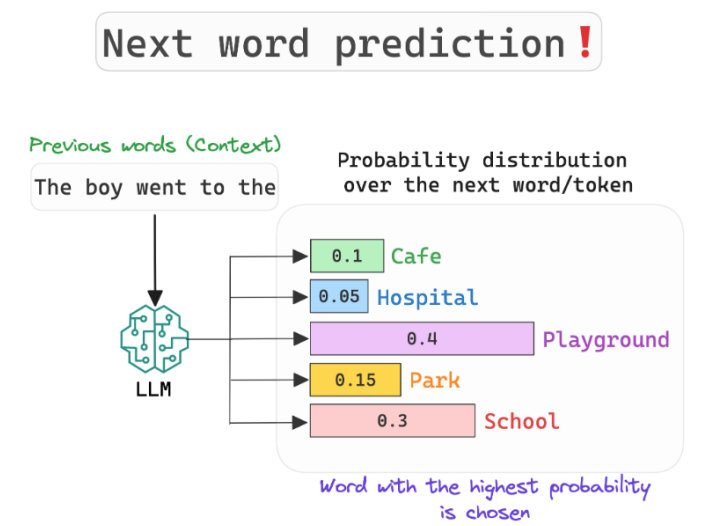 Next word prediction❗
Previous words (Context)
The boy went to the
LLM
Probability distribution
over the next word/token
0.1 Cafe
0.05 Hospital
0.4 Playground
0.15 Park
0.3 School
Word with the highest probability
is chosen